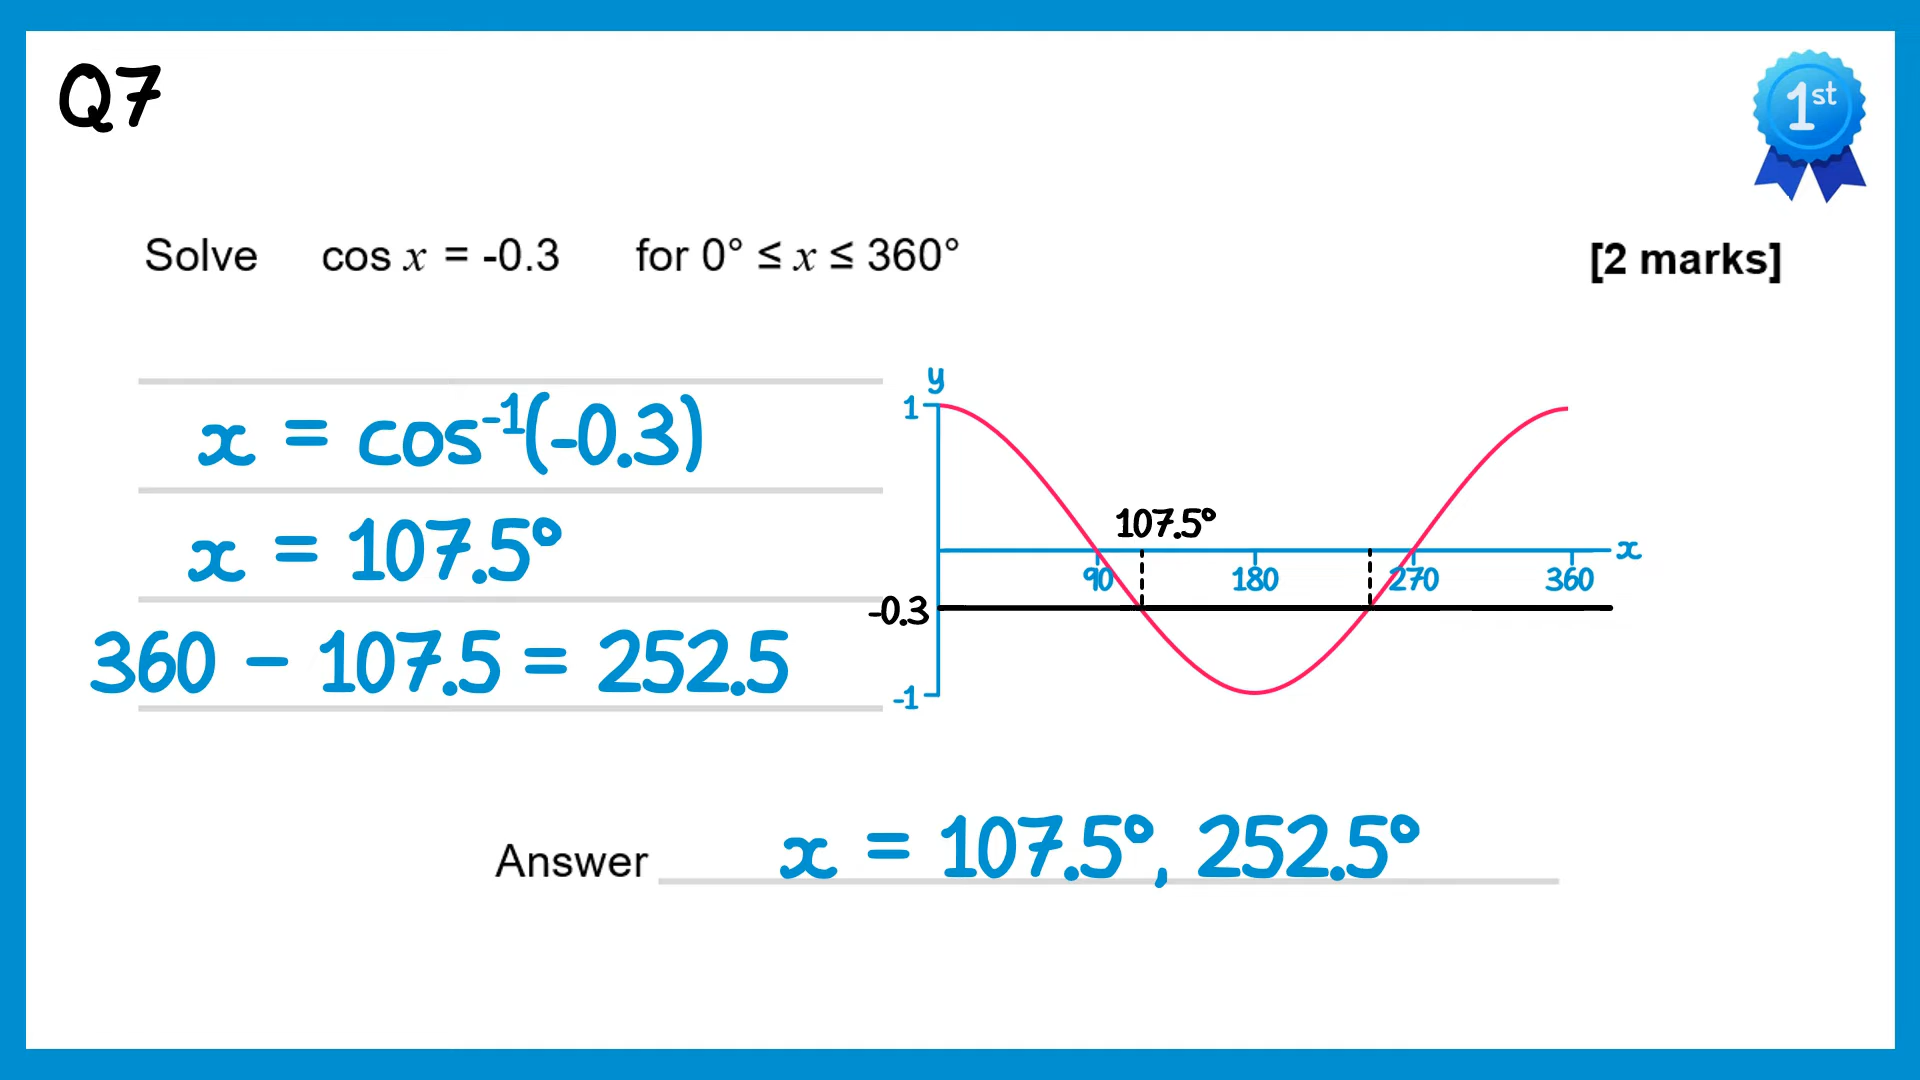 Q7
1st
Solve cos x = -0.3 for 0° ≤ x ≤ 360° [2 marks]
x = cos⁻¹(-0.3)
x = 107.5°
360 − 107.5 = 252.5
y
1
107.5°
x
90 180 270 360
-0.3
-1
Answer x = 107.5°, 252.5°